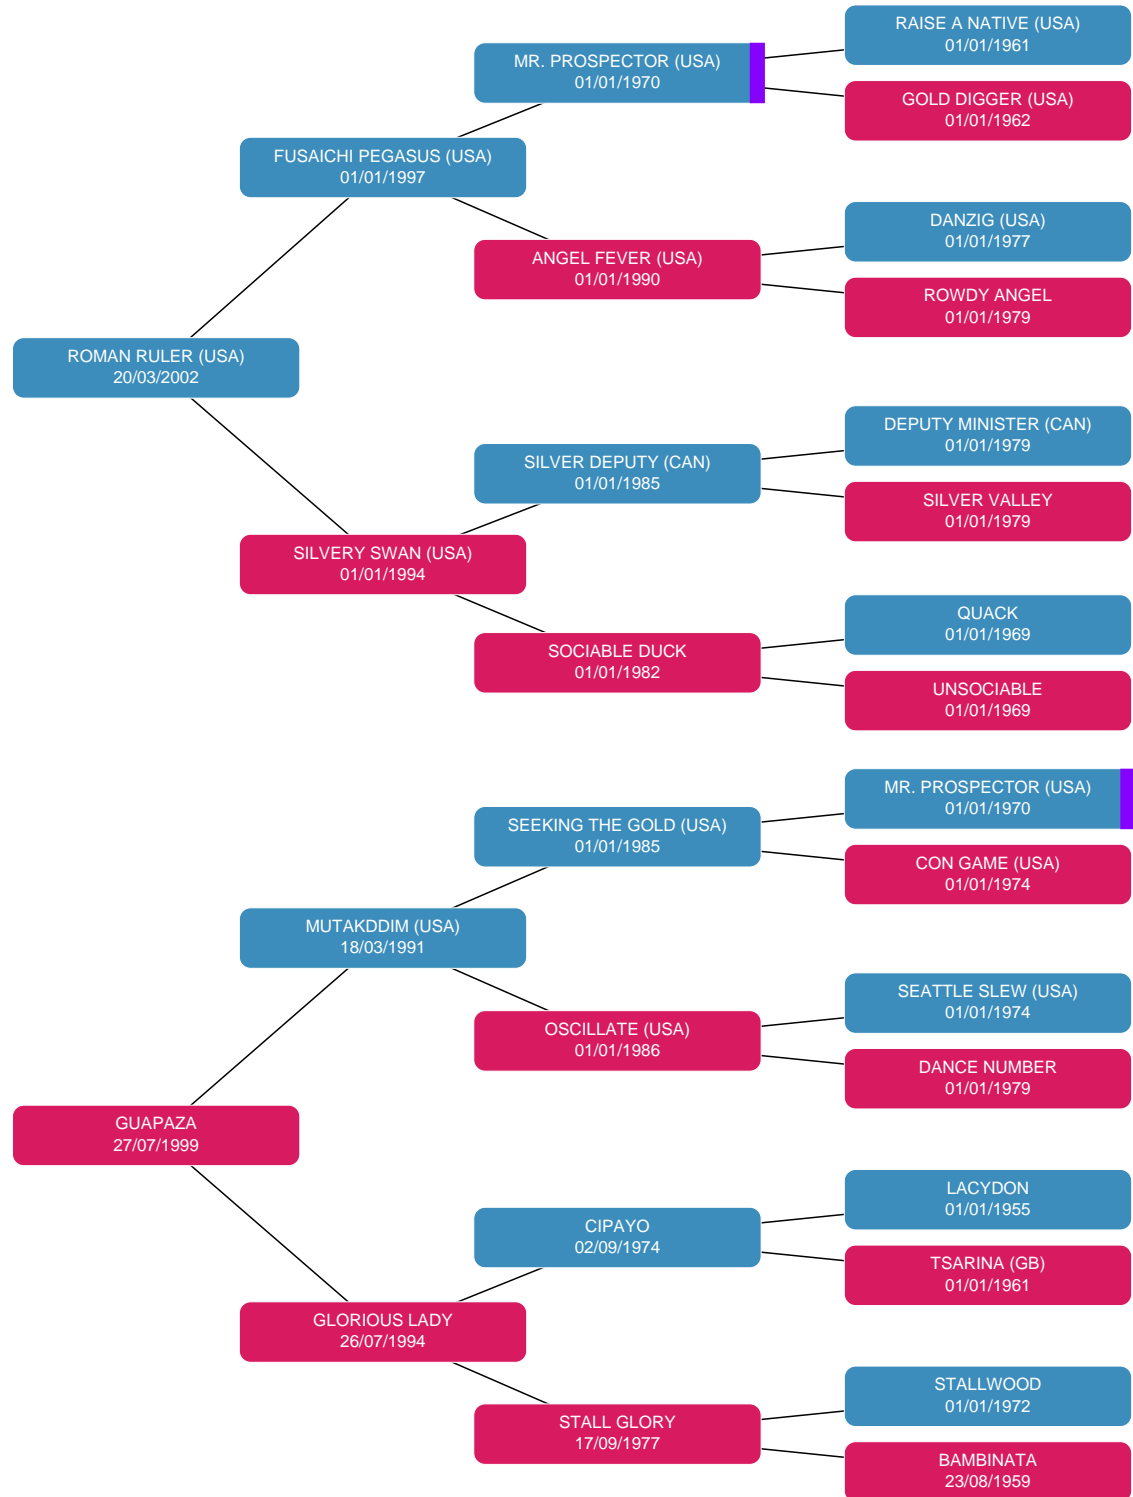 RAISE A NATIVE (USA)
01/01/1961
MR. PROSPECTOR (USA)
01/01/1970
GOLD DIGGER (USA)
01/01/1962
FUSAICHI PEGASUS (USA)
01/01/1997
DANZIG (USA)
01/01/1977
ANGEL FEVER (USA)
01/01/1990
ROWDY ANGEL
01/01/1979
ROMAN RULER (USA)
20/03/2002
DEPUTY MINISTER (CAN)
01/01/1979
SILVER DEPUTY (CAN)
01/01/1985
SILVER VALLEY
01/01/1979
SILVERY SWAN (USA)
01/01/1994
QUACK
01/01/1969
SOCIABLE DUCK
01/01/1982
UNSOCIABLE
01/01/1969
MR. PROSPECTOR (USA)
01/01/1970
SEEKING THE GOLD (USA)
01/01/1985
CON GAME (USA)
01/01/1974
MUTAKDDIM (USA)
18/03/1991
SEATTLE SLEW (USA)
01/01/1974
OSCILLATE (USA)
01/01/1986
DANCE NUMBER
01/01/1979
GUAPAZA
27/07/1999
LACYDON
01/01/1955
CIPAYO
02/09/1974
TSARINA (GB)
01/01/1961
GLORIOUS LADY
26/07/1994
STALLWOOD
01/01/1972
STALL GLORY
17/09/1977
BAMBINATA
23/08/1959